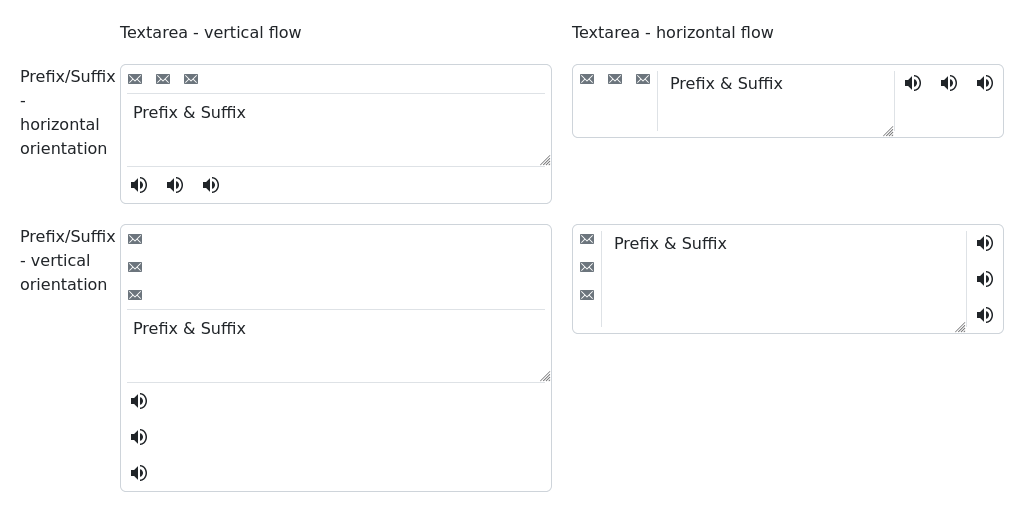 Textarea - vertical flow
Textarea - horizontal flow
Prefix/Suffix
-
horizontal
orientation
Prefix & Suffix
Prefix & Suffix
Prefix/Suffix
- vertical
orientation
Prefix & Suffix
Prefix & Suffix